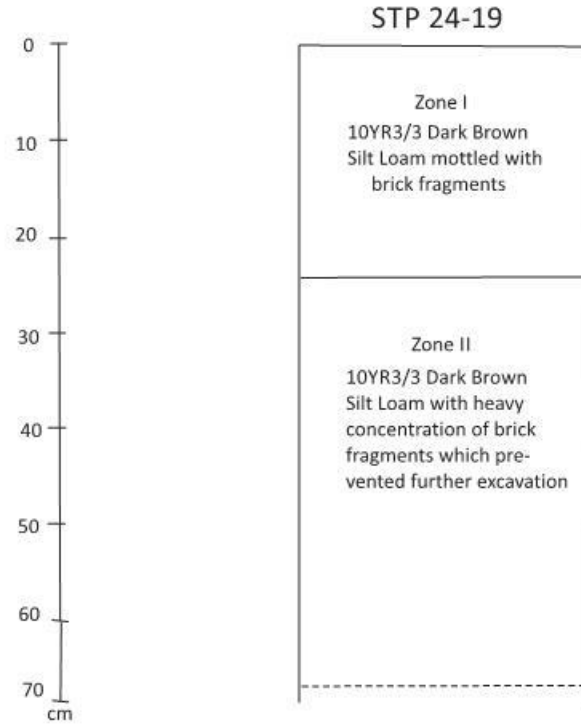 STP 24-19
0
10
20
30
40
50
60
70
cm
Zone I
10YR3/3 Dark Brown
Silt Loam mottled with
brick fragments
Zone II
10YR3/3 Dark Brown
Silt Loam with heavy
concentration of brick
fragments which pre-
vented further excavation